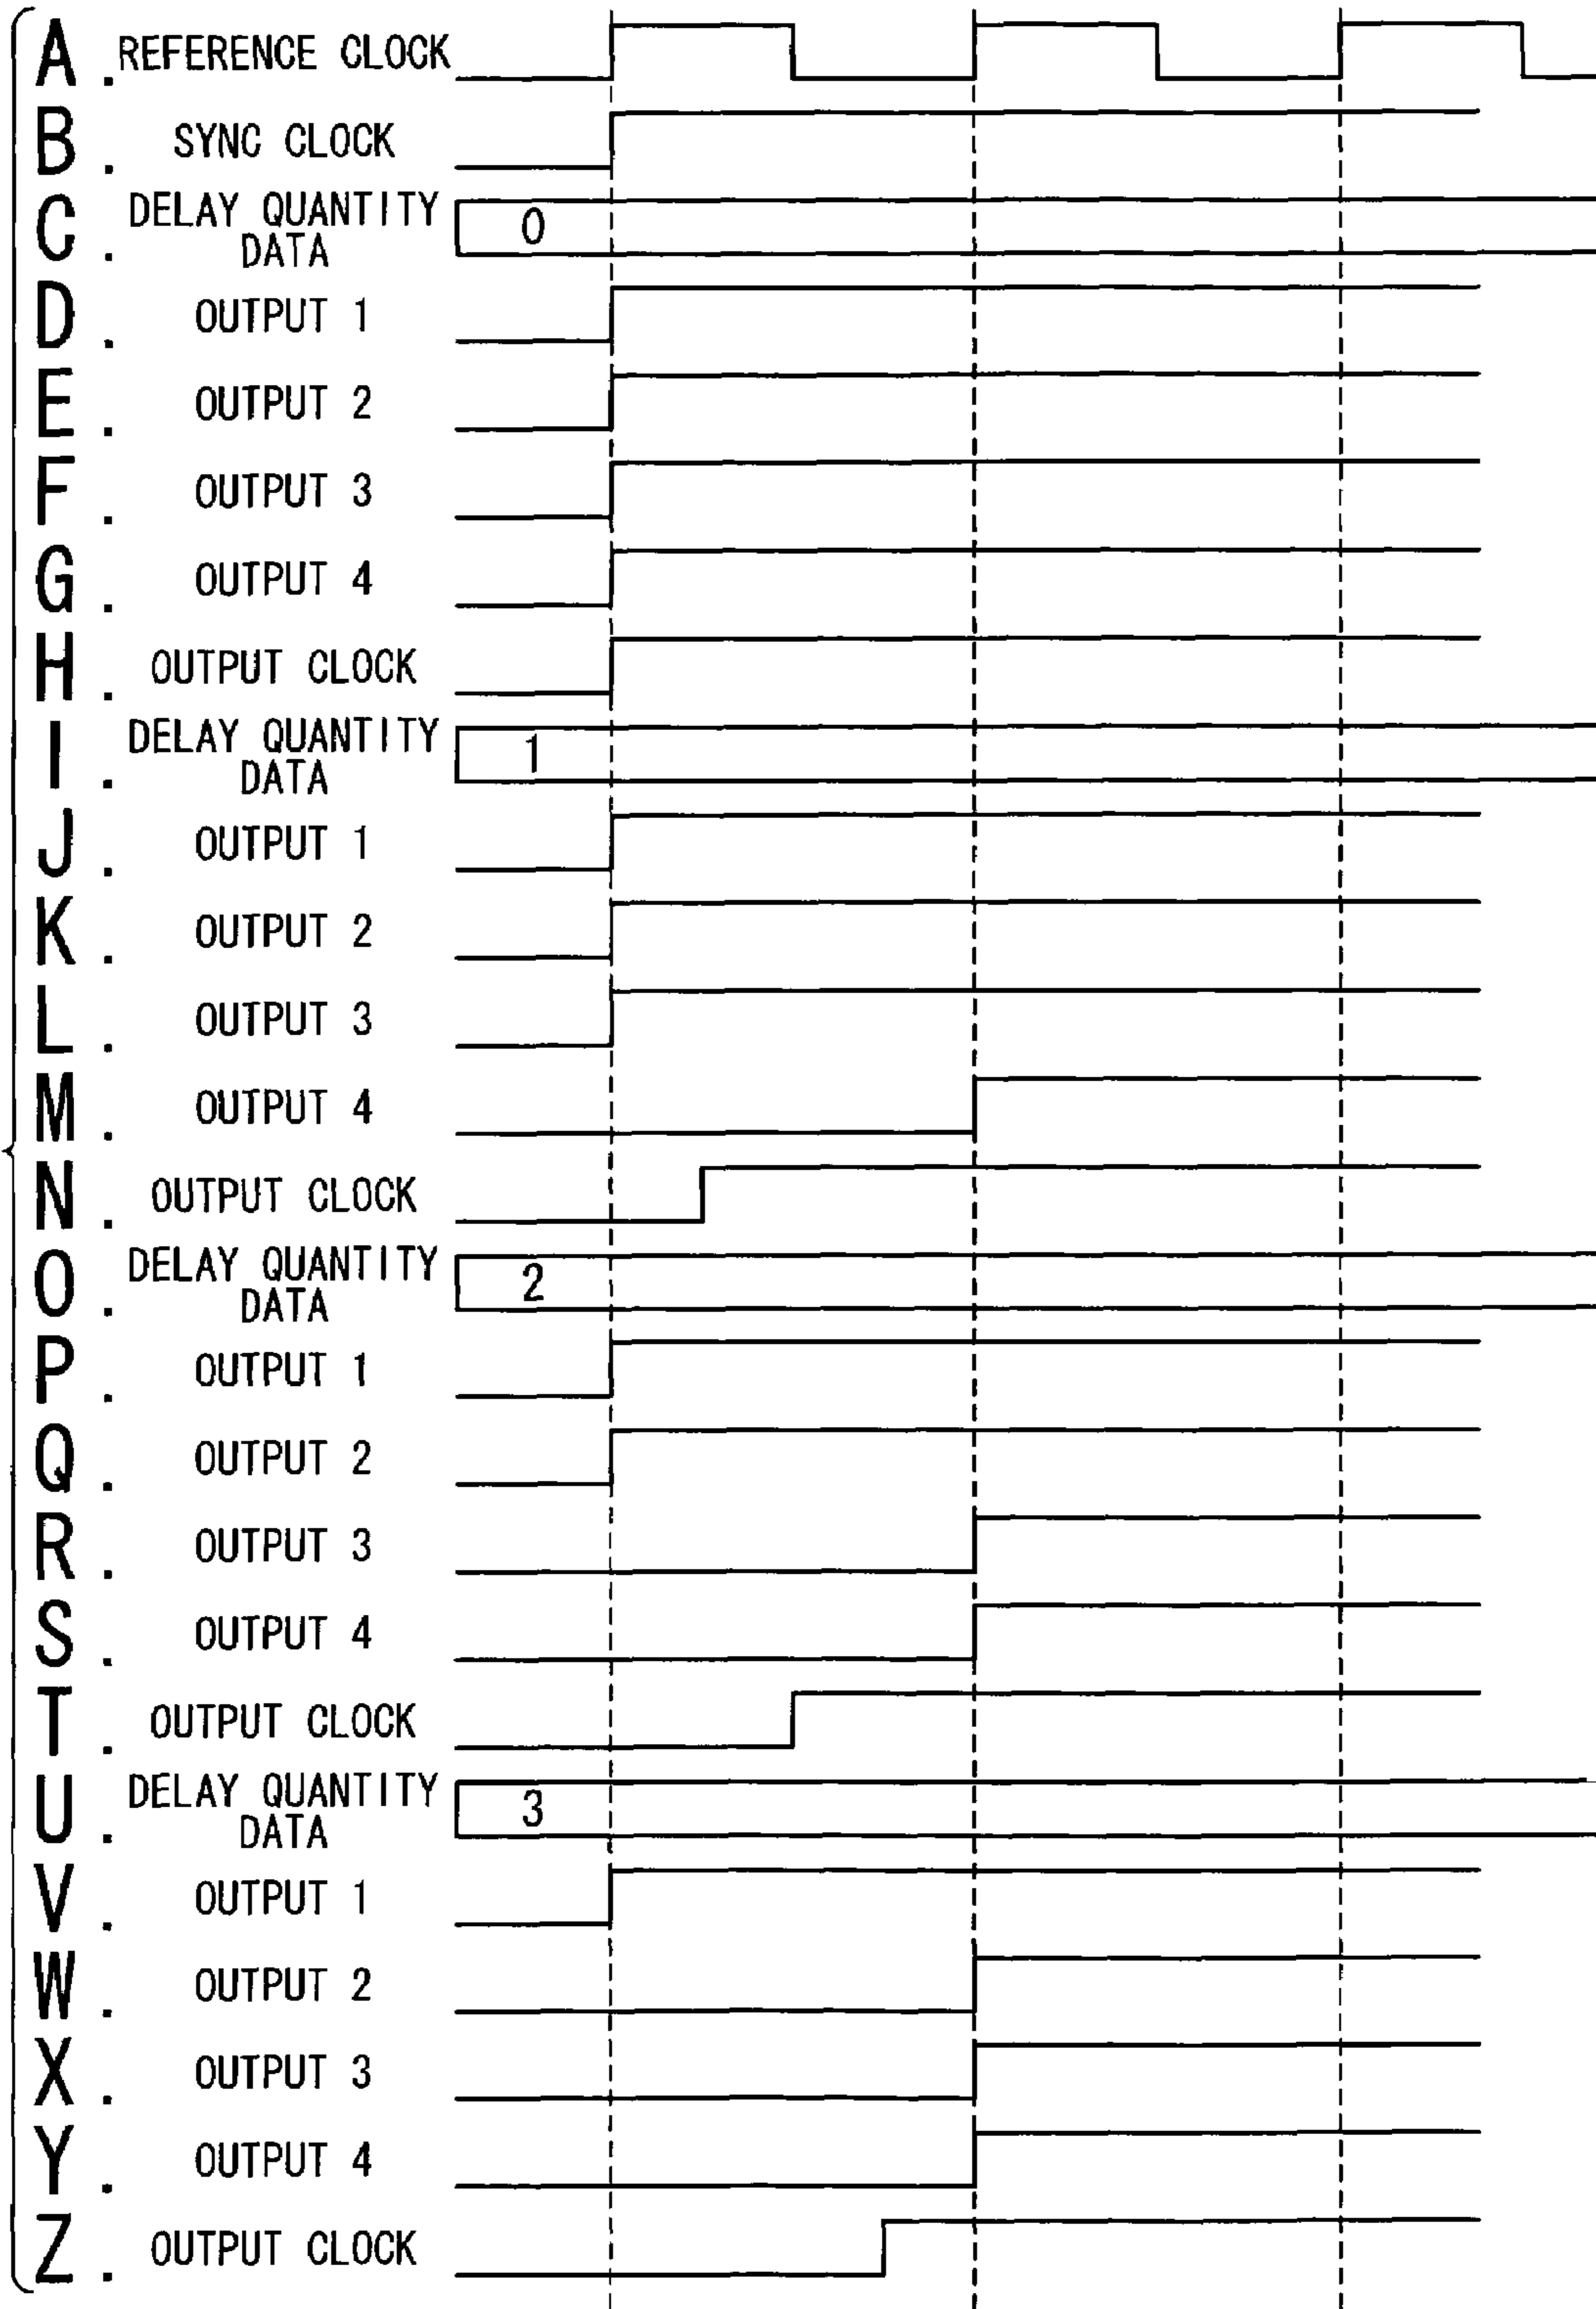 A. REFERENCE CLOCK
B. SYNC CLOCK
C. DELAY QUANTITY
DATA
0
D. OUTPUT 1
E. OUTPUT 2
F. OUTPUT 3
G. OUTPUT 4
H. OUTPUT CLOCK
I. DELAY QUANTITY
DATA
1
J. OUTPUT 1
K. OUTPUT 2
L. OUTPUT 3
M. OUTPUT 4
N. OUTPUT CLOCK
O. DELAY QUANTITY
DATA
2
P. OUTPUT 1
Q. OUTPUT 2
R. OUTPUT 3
S. OUTPUT 4
T. OUTPUT CLOCK
U. DELAY QUANTITY
DATA
3
V. OUTPUT 1
W. OUTPUT 2
X. OUTPUT 3
Y. OUTPUT 4
Z. OUTPUT CLOCK